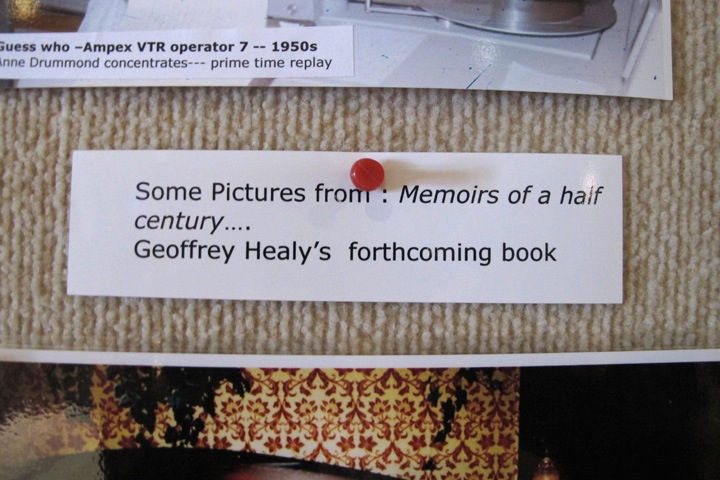 Guess who –Ampex VTR operator 7 -- 1950s
Anne Drummond concentrates--- prime time replay
Some Pictures from : Memoirs of a half
century….
Geoffrey Healy’s forthcoming book